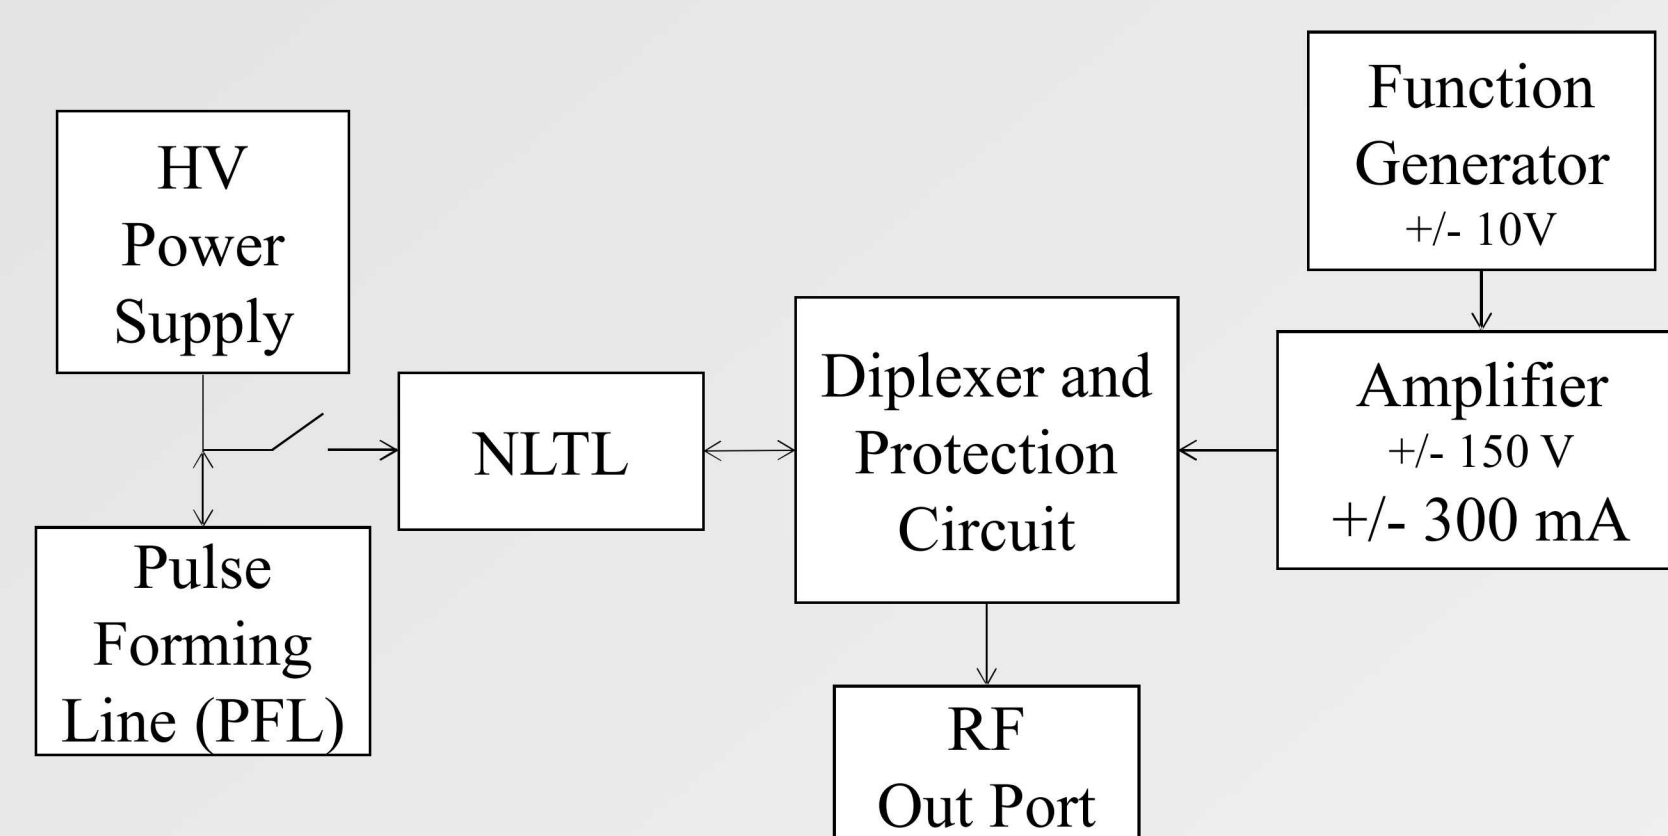 HV
Power
Supply
Pulse
Forming
Line (PFL)
NLTL
Diplexer and
Protection
Circuit
RF
Out Port
Function
Generator
+/- 10V
Amplifier
+/- 150 V
+/- 300 mA